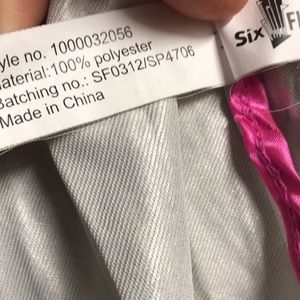 yle no. 1000032056
Material:100% polyester
Batching no.: SF0312/SP4706
Made in China
Six